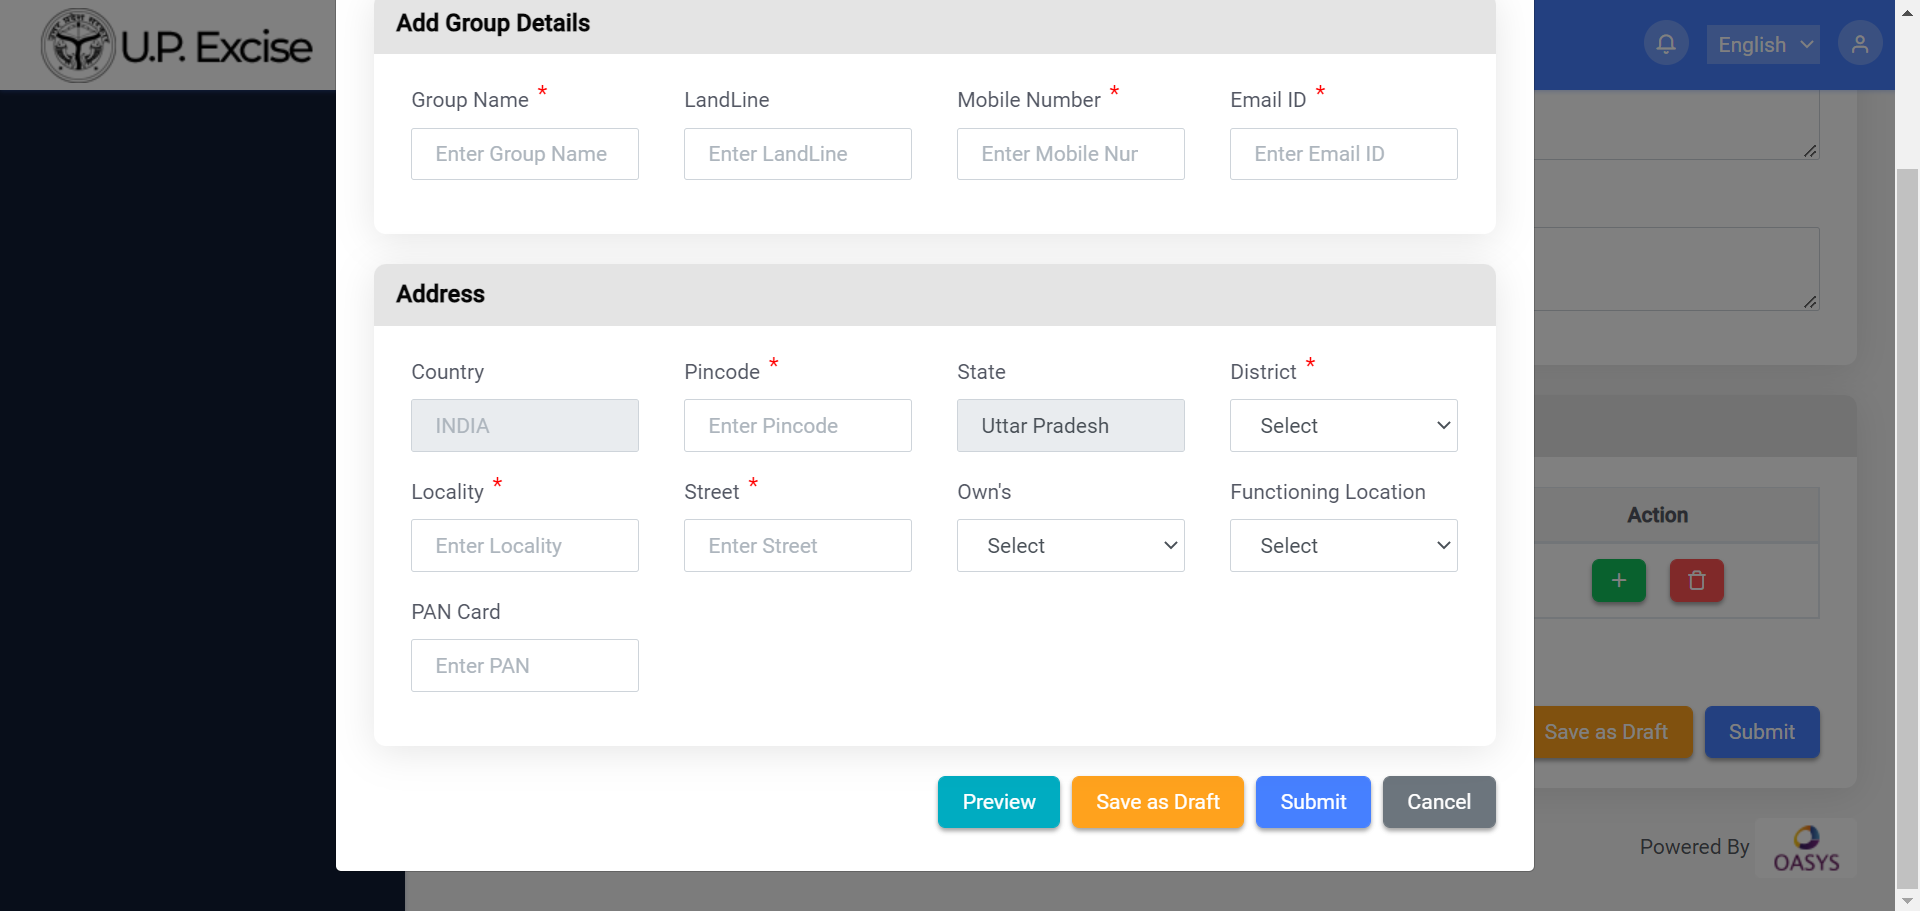 U.P. Excise
English
Add Group Details
Group Name *
LandLine
Mobile Number *
Email ID *
Enter Group Name
Enter LandLine
Enter Mobile Nur
Enter Email ID
Address
Country
Pincode *
State
District *
INDIA
Enter Pincode
Uttar Pradesh
Select
Locality *
Street *
Own's
Functioning Location
Enter Locality
Enter Street
Select
Select
PAN Card
Enter PAN
Action
Save as Draft
Submit
Preview
Save as Draft
Submit
Cancel
Powered By
OASYS